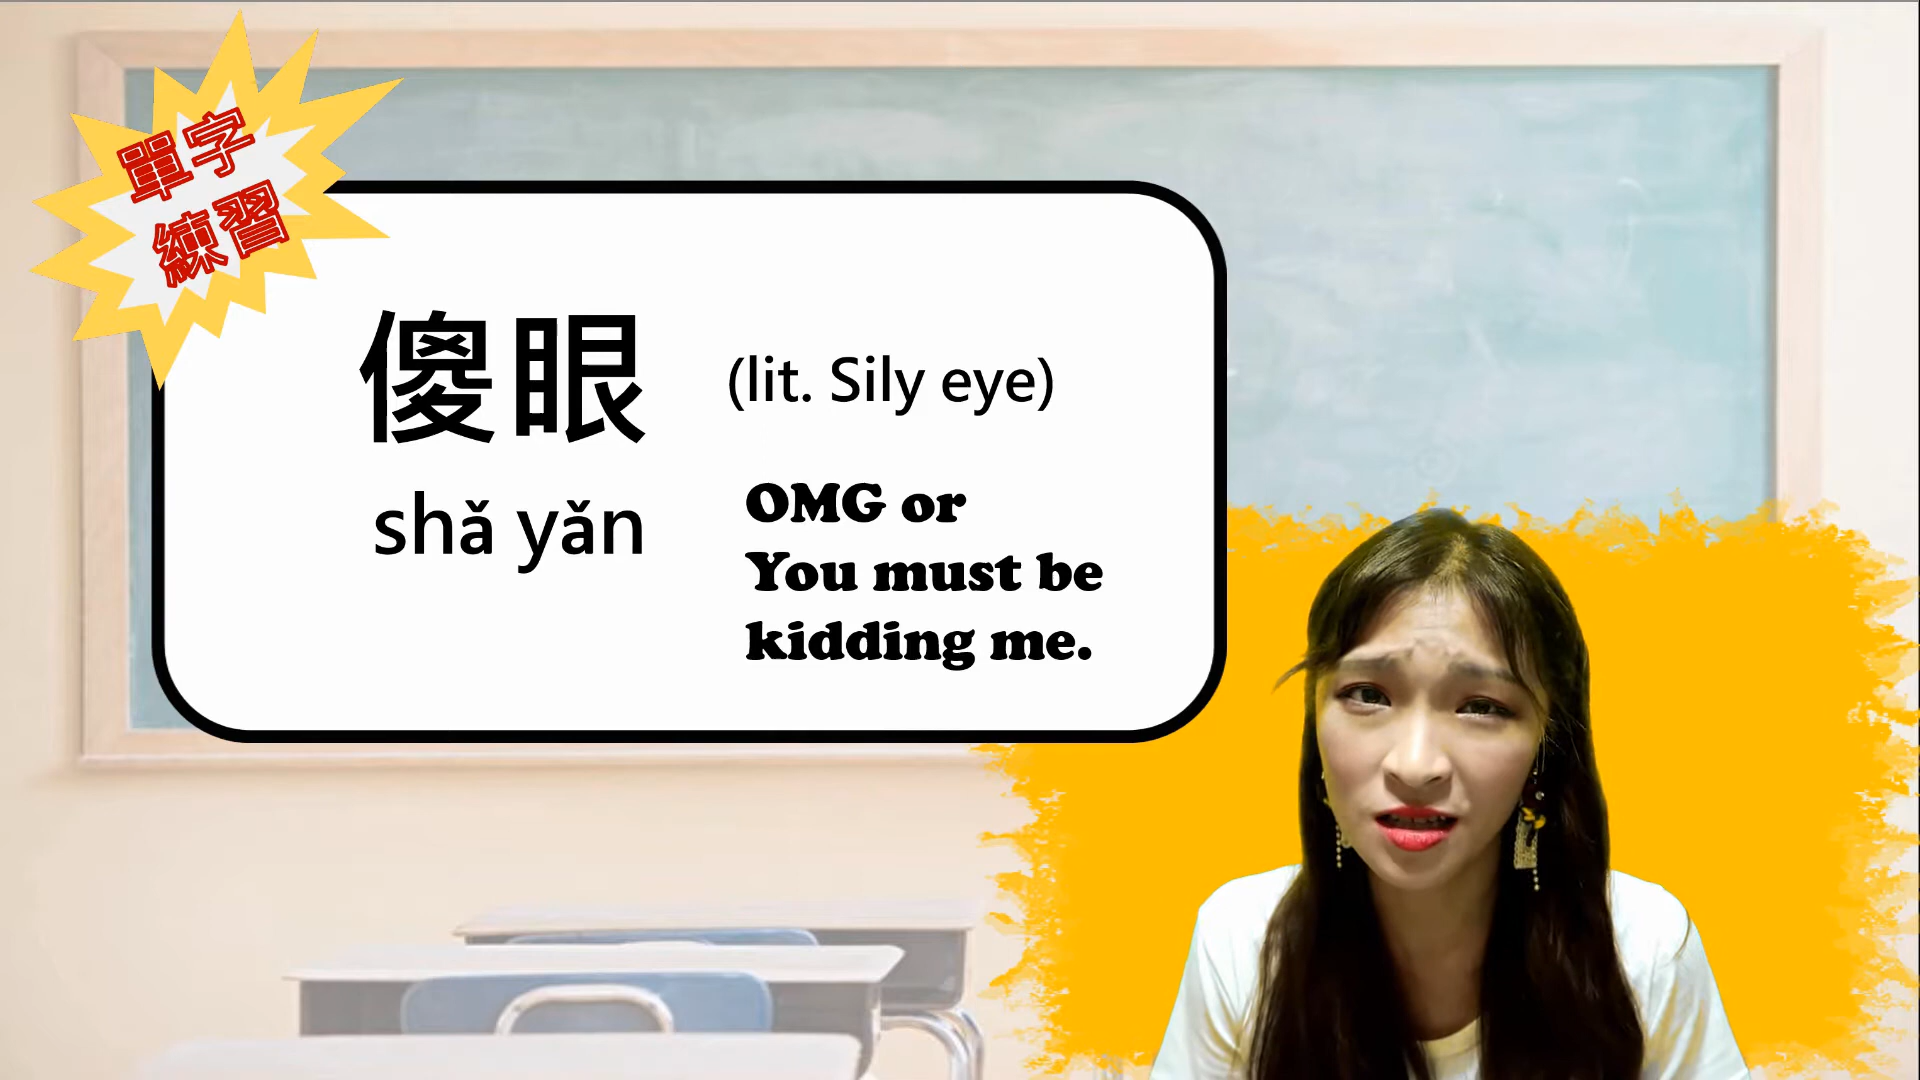 單字
練習
傻眼
(lit. Sily eye)
shǎ yǎn
OMG or
You must be
kidding me.